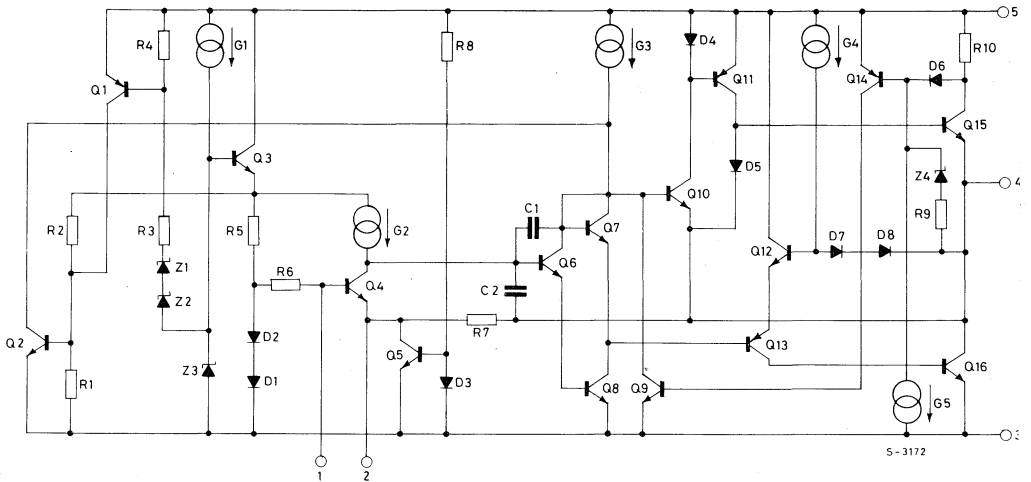 5
R4
G1
R8
G3
D4
G4
R10
Q1
Q11
Q14
D6
Q15
Q3
D5
Z4
4
R2
R3
R5
G2
C1
Q10
R9
Q7
Q12
D7
D8
Z1
R6
Q4
Q6
C2
Z2
Q2
D2
R7
Q13
Q5
Z3
R1
D1
D3
Q8
Q9
G5
Q16
3
S-3172
1
2